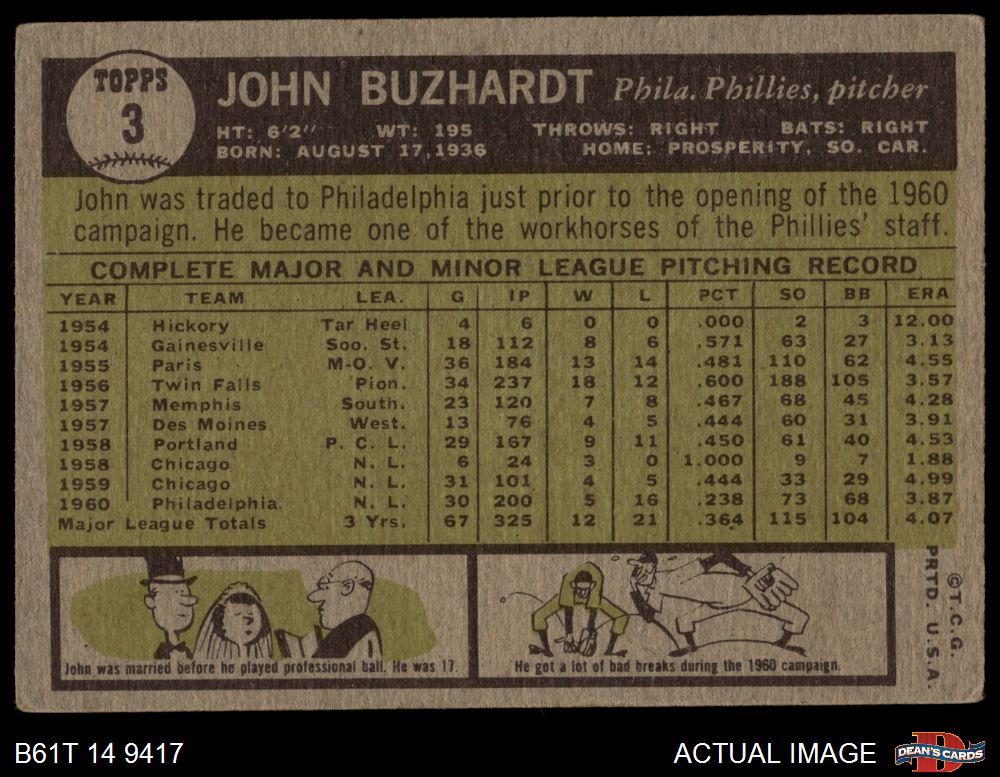 TOPPS
3
JOHN BUZHARDT Phila. Phillies, pitcher
HT: 6'2" WT: 195 THROWS: RIGHT BATS: RIGHT
BORN: AUGUST 17, 1936 HOME: PROSPERITY, SO. CAR.
John was traded to Philadelphia just prior to the opening of the 1960
campaign. He became one of the workhorses of the Phillies' staff.
COMPLETE MAJOR AND MINOR LEAGUE PITCHING RECORD
YEAR TEAM LEA. G IP W L PCT SO BB ERA
1954 Hickory Tar Heel 4 6 0 0 .000 2 3 12.00
1954 Gainesville Soo. St. 18 112 8 6 .571 63 27 3.13
1955 Paris M-O. V. 36 184 13 14 .481 110 62 4.55
1956 Twin Falls Pion. 34 237 18 12 .600 188 105 3.57
1957 Memphis South. 23 120 7 8 .467 68 45 4.28
1957 Des Moines West. 13 76 4 5 .444 60 31 3.91
1958 Portland P. C. L. 29 167 9 11 .450 61 40 4.53
1958 Chicago N. L. 6 24 3 0 1.000 9 7 1.88
1959 Chicago N. L. 31 101 4 5 .444 33 29 4.99
1960 Philadelphia N. L. 30 200 5 16 .238 73 68 3.87
Major League Totals 3 Yrs. 67 325 12 21 .364 115 104 4.07
John was married before he played professional ball. He was 17.
He got a lot of bad breaks during the 1960 campaign.
©T.C.G.
PRTD. U.S.A.
B61T 14 9417
ACTUAL IMAGE
D
DEAN'S CARDS